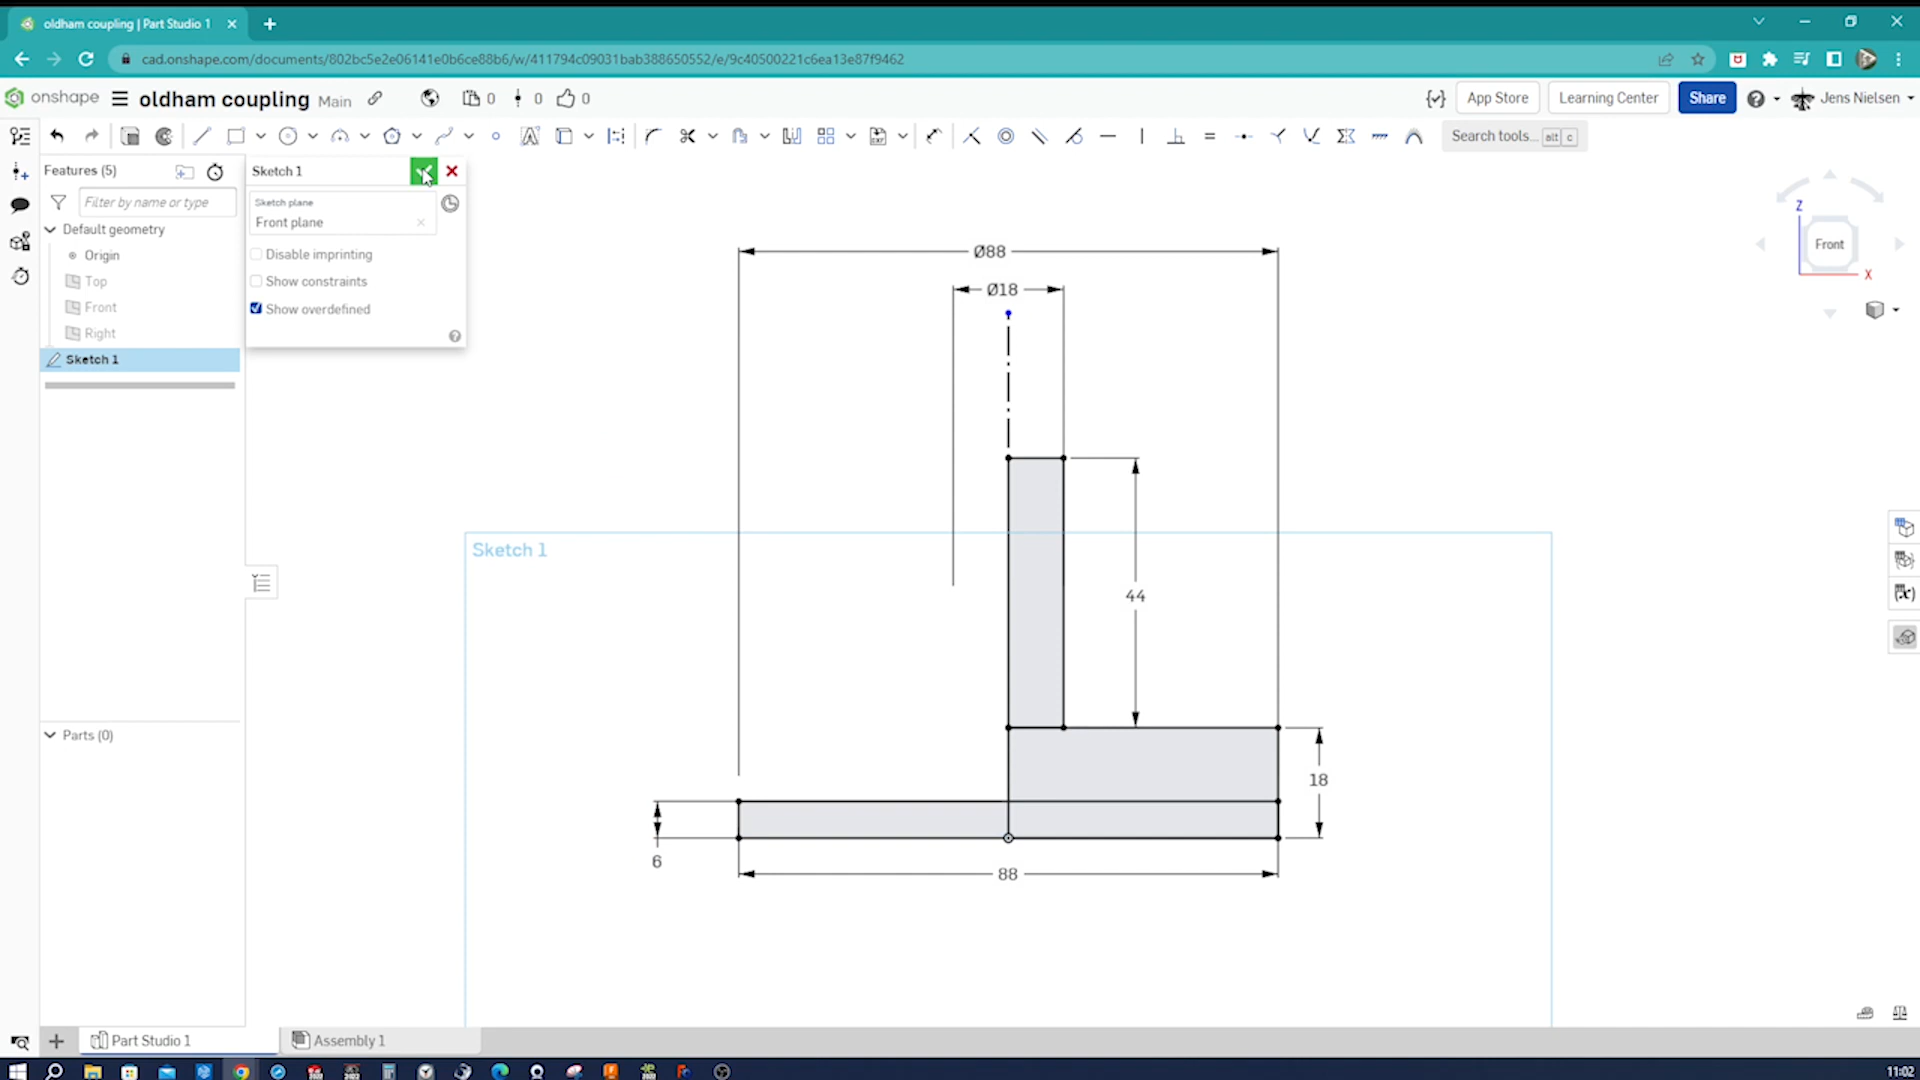 oldham coupling | Part Studio 1
cad.onshape.com/documents/802bc5e2e06141e0b6ce88b6/w/411794c09031bab388650552/e/9c40500221c6ea13e87f9462
onshape oldham coupling Main 0 0 0 App Store Learning Center Share Jens Nielsen
Search tools... alt c
Features (5)
Filter by name or type
Default geometry
Origin
Top
Front
Right
Sketch 1
Parts (0)
Sketch 1
Sketch plane
Front plane
Disable imprinting
Show constraints
Show overdefined
Ø88
Ø18
44
Sketch 1
18
6
88
Z
Front
X
(x)
Part Studio 1
Assembly 1
11:02